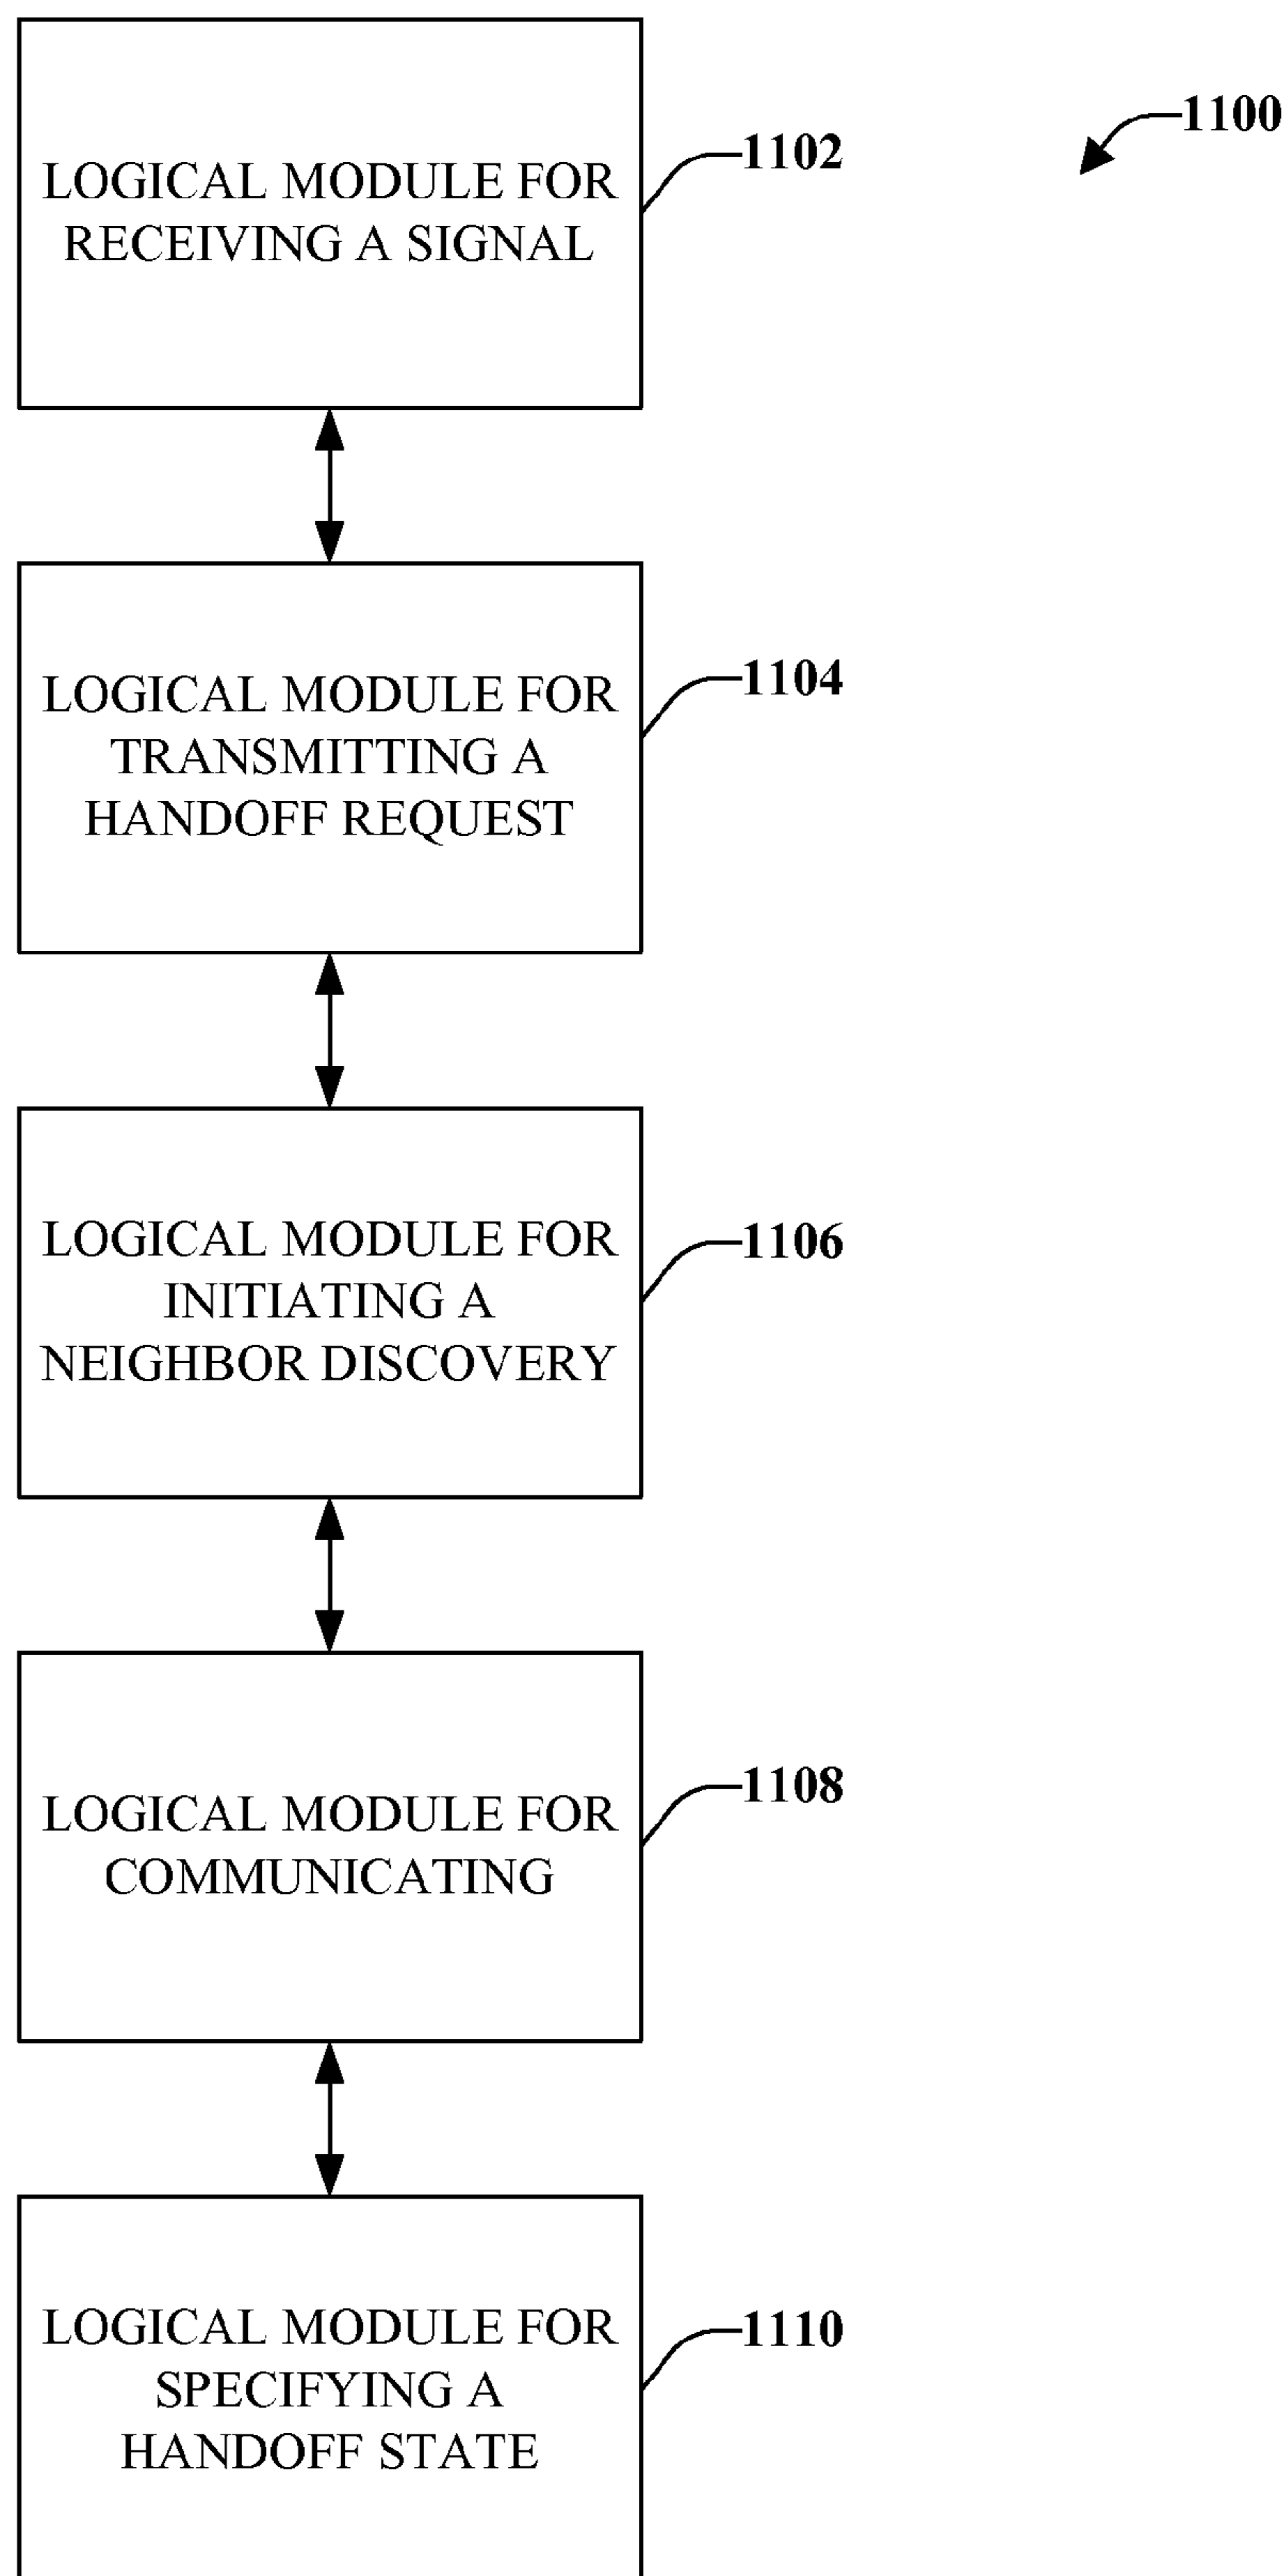 1100
LOGICAL MODULE FOR
RECEIVING A SIGNAL
1102
LOGICAL MODULE FOR
TRANSMITTING A
HANDOFF REQUEST
1104
LOGICAL MODULE FOR
INITIATING A
NEIGHBOR DISCOVERY
1106
LOGICAL MODULE FOR
COMMUNICATING
1108
LOGICAL MODULE FOR
SPECIFYING A
HANDOFF STATE
1110